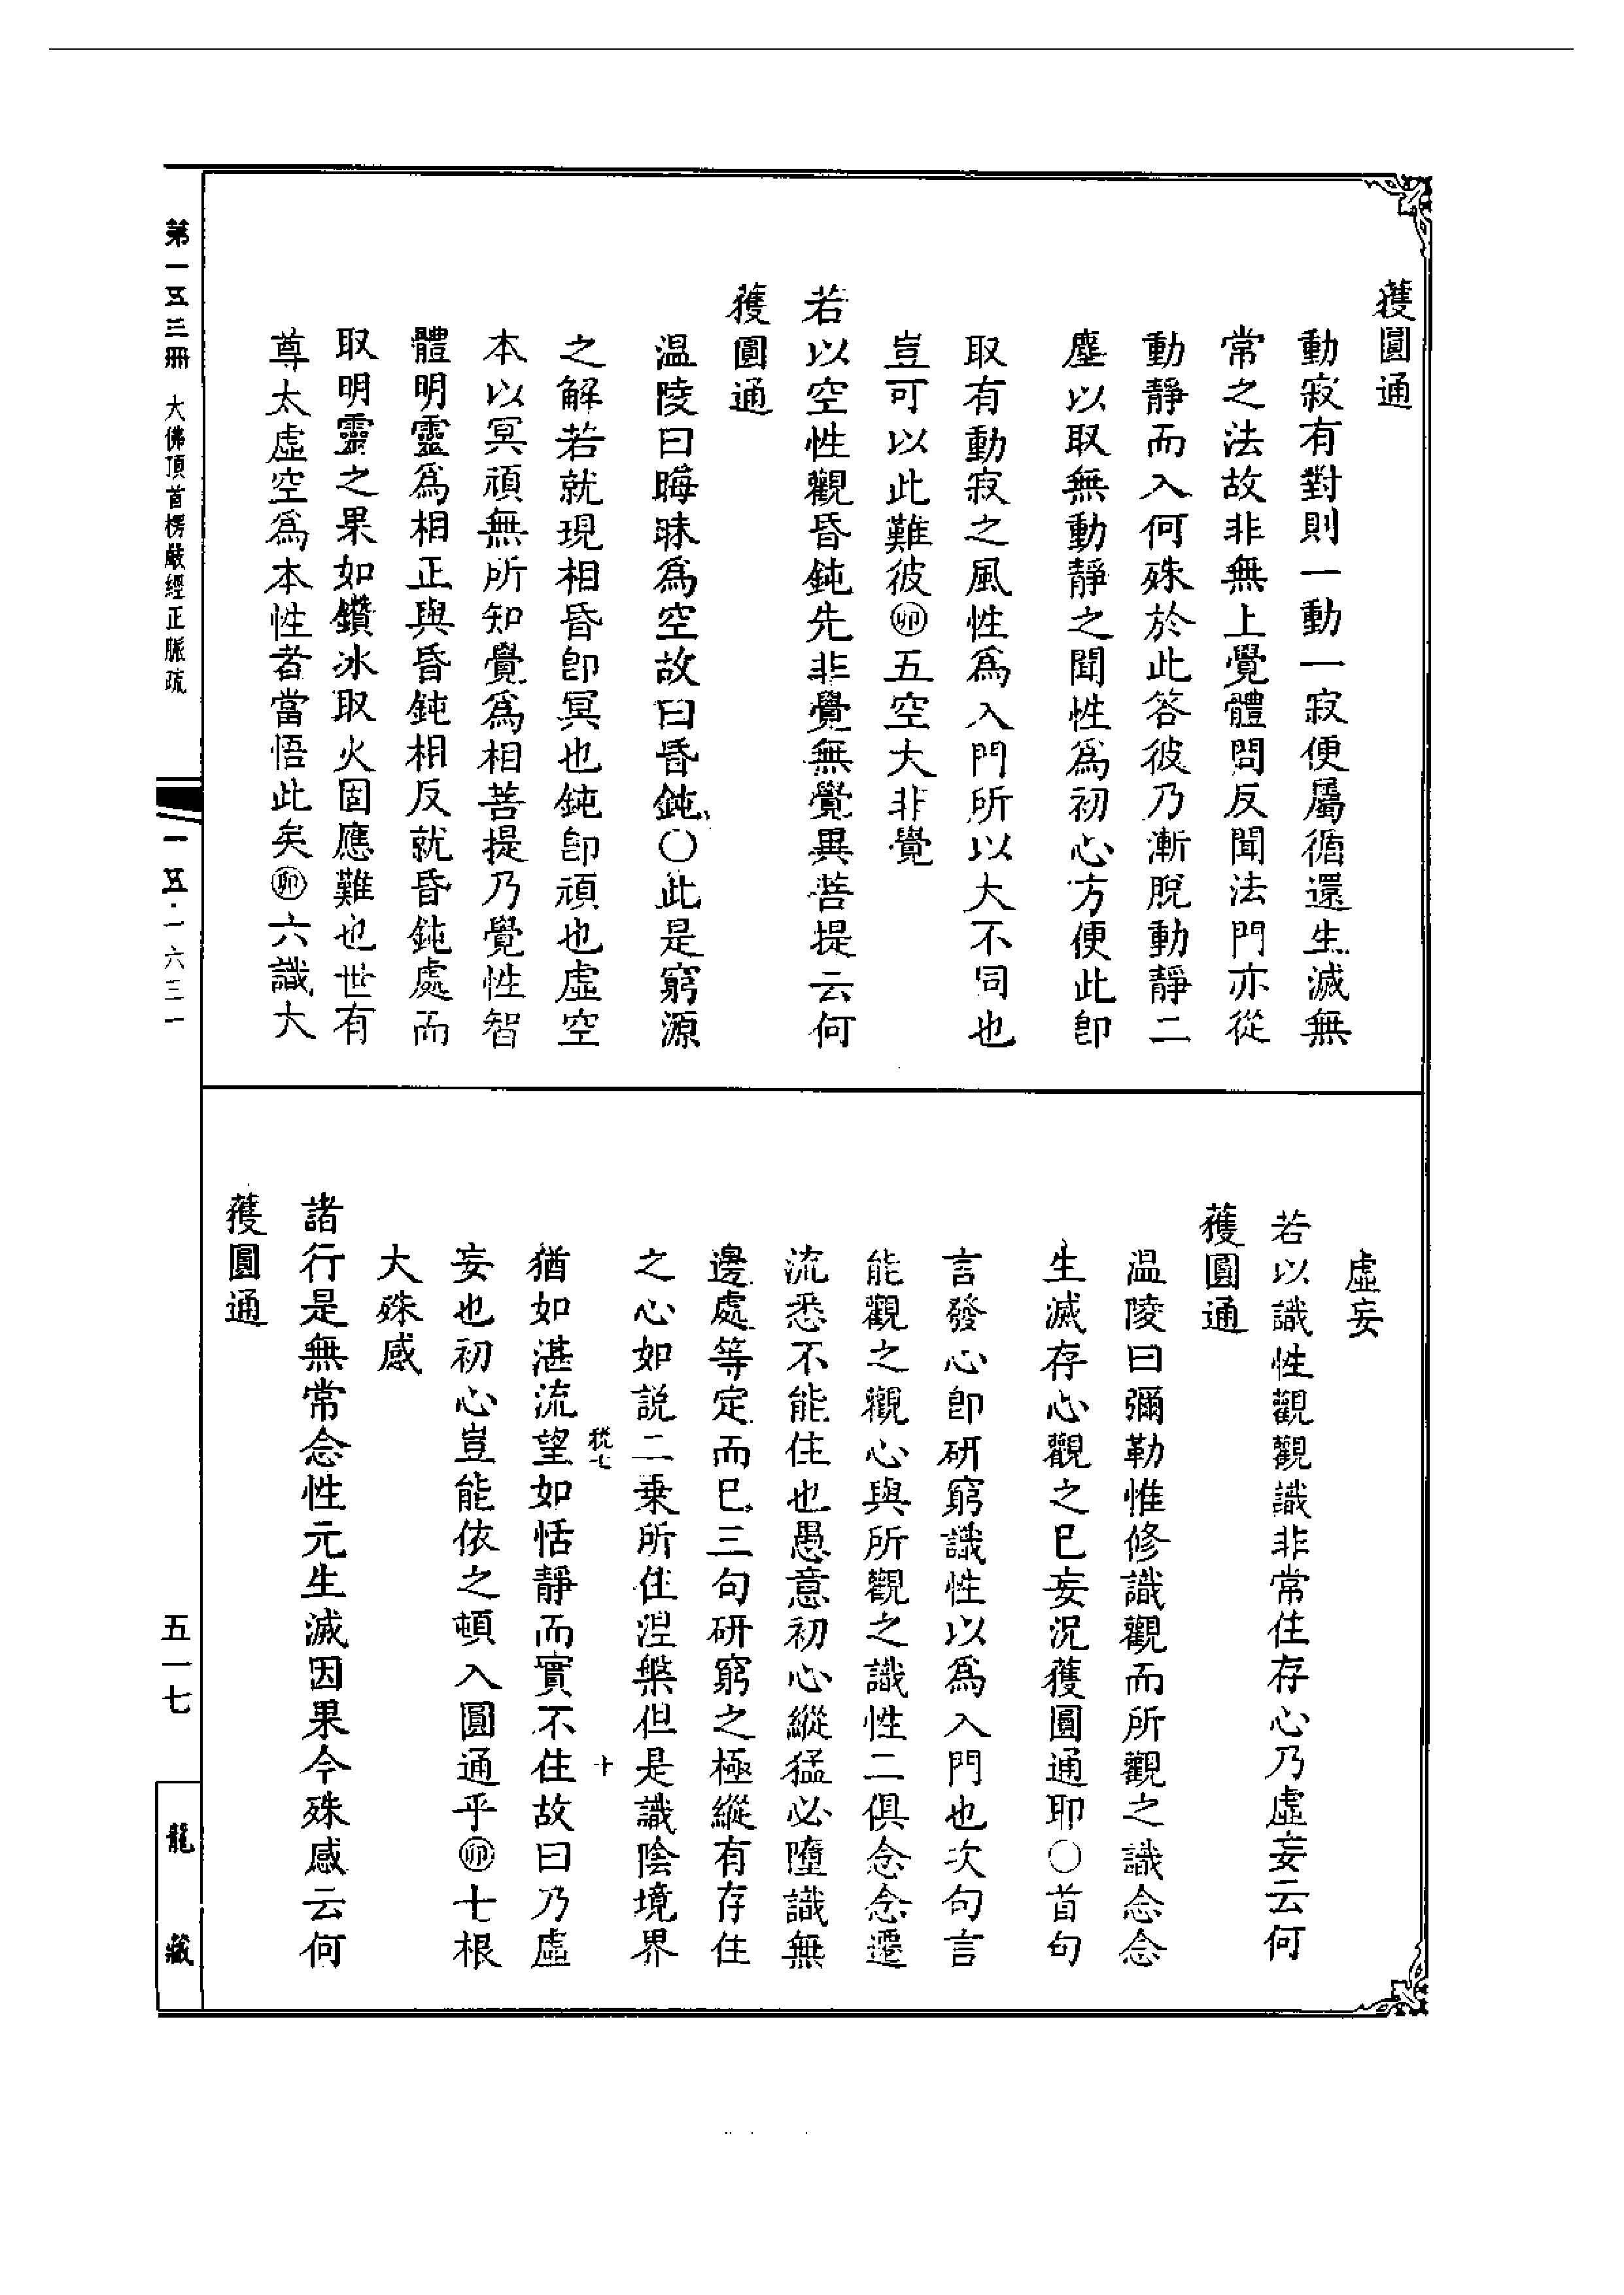 獲圓通
動寂有對則一動一寂便屬循還生滅無
常之法故非無上覺體問反聞法門亦從
動靜而入何殊於此答彼乃漸脫動靜二
塵以取無動靜之聞性為初心方便此即
取有動寂之風性為入門所以大不同也
豈可以此難彼㊞五空大非覺
若以空性觀昏鈍先非覺無覺異菩提云何
獲圓通
温陵曰晦昧為空故曰昏鈍〇此是窮源
之解若就現相昏即冥也鈍即頑也虛空
本以冥頑無所知覺為相菩提乃覺性智
體明靈為相正與昏鈍相反就昏鈍處而
取明靈之果如鑽冰取火固應難也世有
尊太虛空為本性者當悟此矣卯六識大
虛妄
若以識性觀觀識非常住存心乃虛妄云何
獲圓通
温陵曰彌勒惟修識觀而所觀之識念念
生滅存心觀之已妄況獲圓通耶〇首句
言發心即研窮識性以為入門也次句言
能觀之觀心與所觀之識性二俱念念遷
流悉不能住也愚意初心縱猛必墮識無
邊處等定而已三句研窮之極縱有存住
之心如説二乘所住涅槃但是識陰境界
猶如湛流望如恬靜而實不住故曰乃虛
妄也初心豈能依之頓入圓通乎卯七根
大殊感
諸行是無常念性元生滅因果今殊感云何
獲圓通
第一五三冊 大佛頂首楞嚴經正脈疏
一五·一六三一
五一七
龍藏